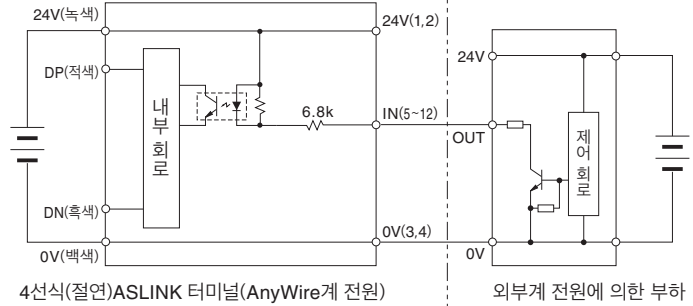 24V(녹색)
DP(적색)
내부회로
DN(흑색)
0V(백색)
6.8k
24V(1,2)
IN(5~12)
0V(3,4)
24V
OUT
제어회로
0V
4선식(절연)ASLINK 터미널(AnyWire계 전원)
외부계 전원에 의한 부하